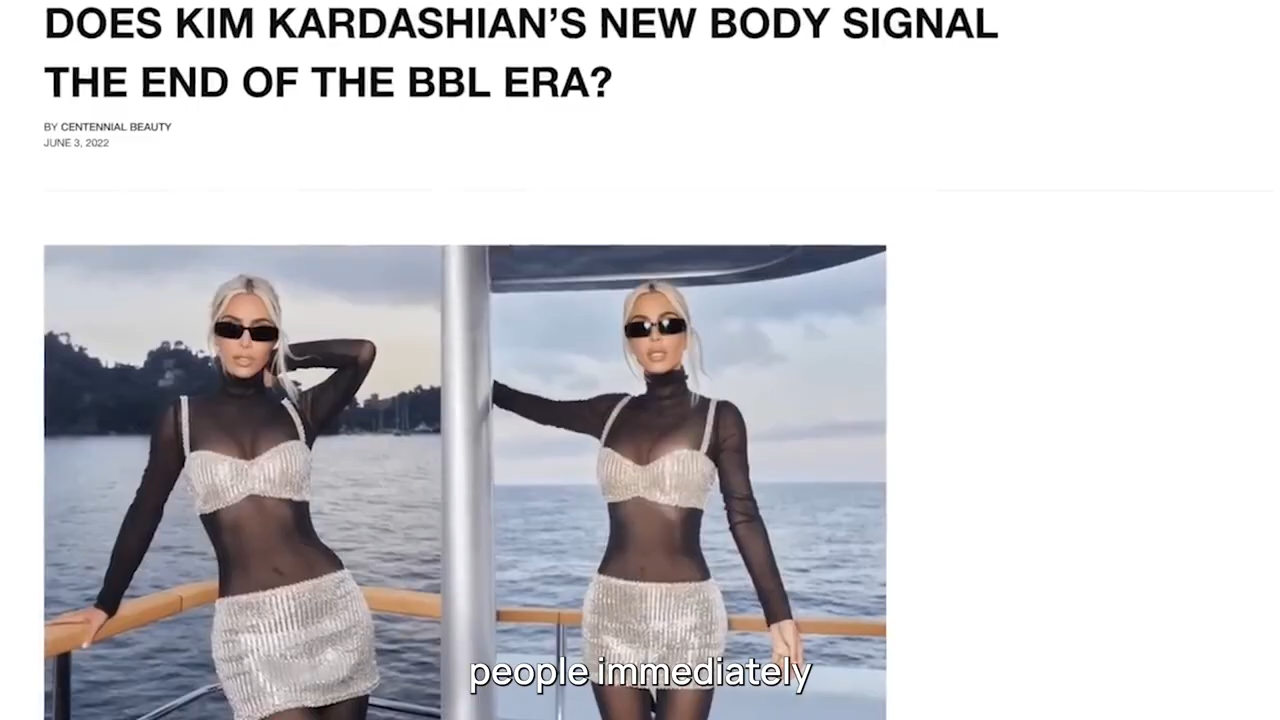 DOES KIM KARDASHIAN’S NEW BODY SIGNAL
THE END OF THE BBL ERA?
BY CENTENNIAL BEAUTY
JUNE 3, 2022
people immediately